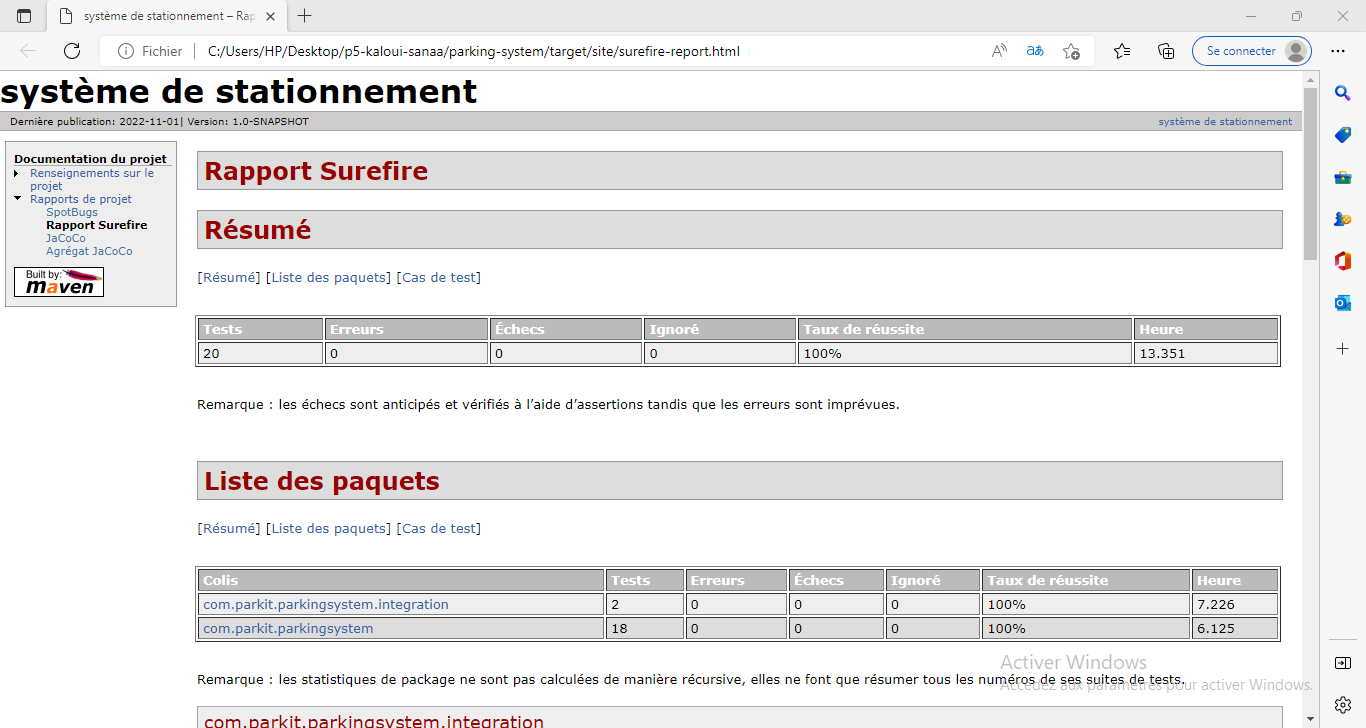 système de stationnement – Rap
Fichier
C:/Users/HP/Desktop/p5-kaloui-sanaa/parking-system/target/site/surefire-report.html
Se connecter
système de stationnement
Dernière publication: 2022-11-01| Version: 1.0-SNAPSHOT
système de stationnement
Documentation du projet
Renseignements sur le
projet
Rapports de projet
SpotBugs
Rapport Surefire
JaCoCo
Agrégat JaCoCo
Built by:
maven
Rapport Surefire
Résumé
[Résumé] [Liste des paquets] [Cas de test]
Tests Erreurs Échecs Ignoré Taux de réussite Heure
20 0 0 0 100% 13.351
Remarque : les échecs sont anticipés et vérifiés à l’aide d’assertions tandis que les erreurs sont imprévues.
Liste des paquets
[Résumé] [Liste des paquets] [Cas de test]
Colis Tests Erreurs Échecs Ignoré Taux de réussite Heure
com.parkit.parkingsystem.integration 2 0 0 0 100% 7.226
com.parkit.parkingsystem 18 0 0 0 100% 6.125
Activer Windows
Remarque : les statistiques de package ne sont pas calculées de manière récursive, elles ne font que résumer tous les numéros de ses suites de tests.
Accédez aux paramètres pour activer Windows.
com.parkit.parkingsystem.integration